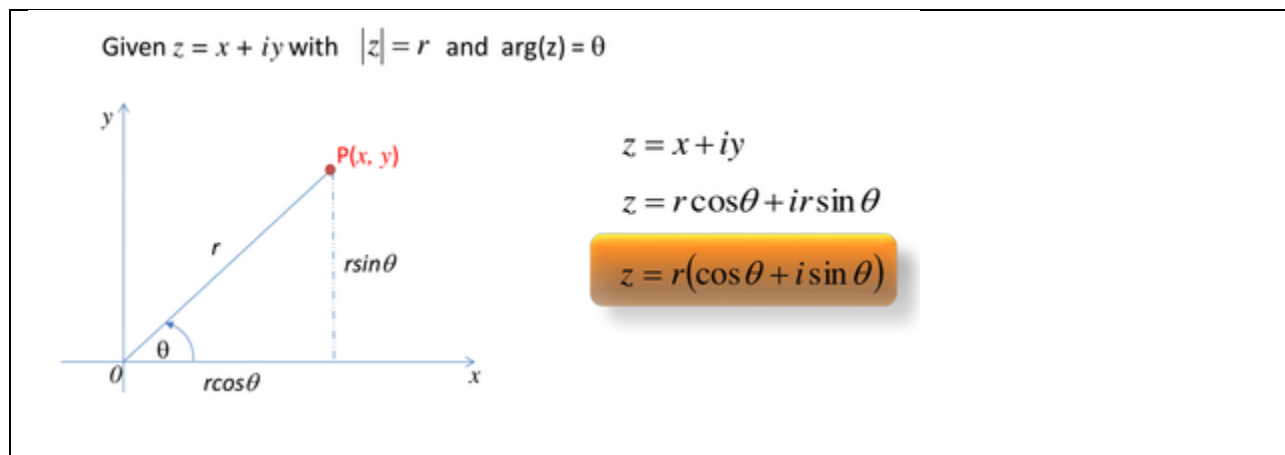 Given z = x + iy with |z| = r and arg(z) = θ
y
P(x, y)
r
rsinθ
θ
0
rcosθ
x
z = x + iy
z = r cosθ + ir sin θ
z = r(cos θ + i sin θ)